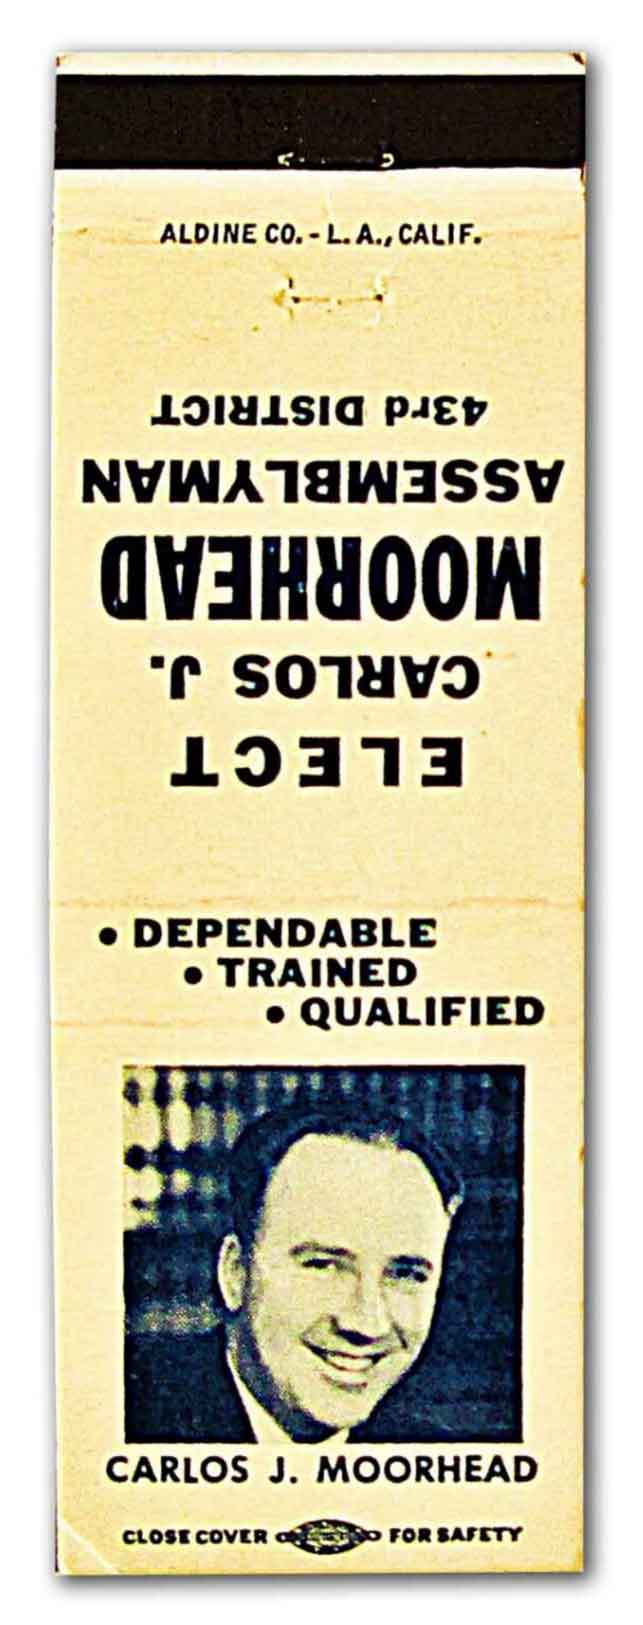 ALDINE CO. - L.A., CALIF.
ELECT
CARLOS J.
MOORHEAD
ASSEMBLYMAN
43rd DISTRICT
• DEPENDABLE
• TRAINED
• QUALIFIED
CARLOS J. MOORHEAD
CLOSE COVER FOR SAFETY